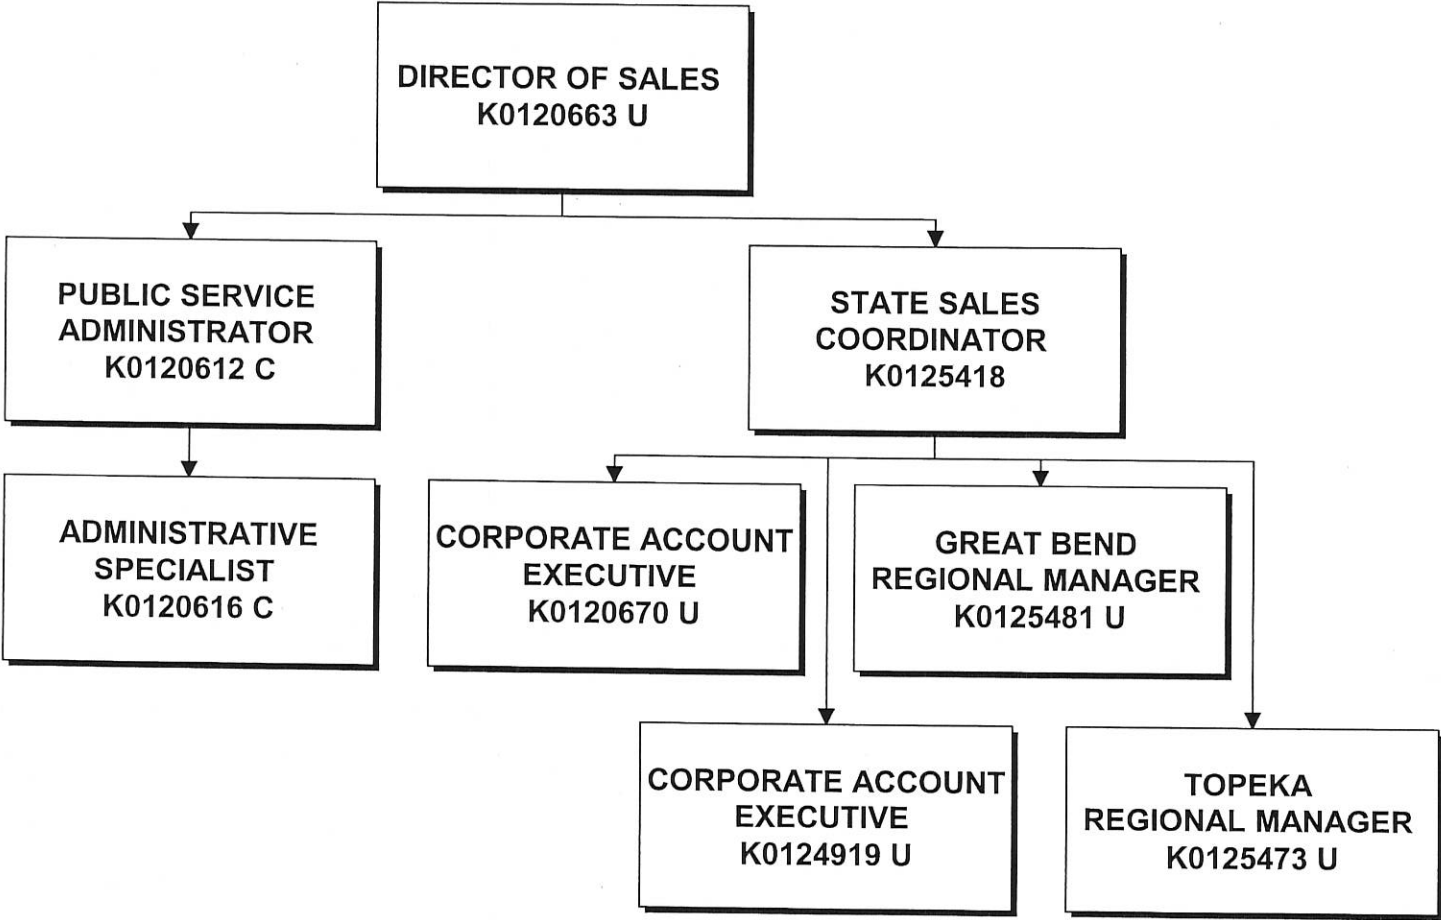 DIRECTOR OF SALES
K0120663 U
PUBLIC SERVICE
ADMINISTRATOR
K0120612 C
STATE SALES
COORDINATOR
K0125418
ADMINISTRATIVE
SPECIALIST
K0120616 C
CORPORATE ACCOUNT
EXECUTIVE
K0120670 U
GREAT BEND
REGIONAL MANAGER
K0125481 U
CORPORATE ACCOUNT
EXECUTIVE
K0124919 U
TOPEKA
REGIONAL MANAGER
K0125473 U